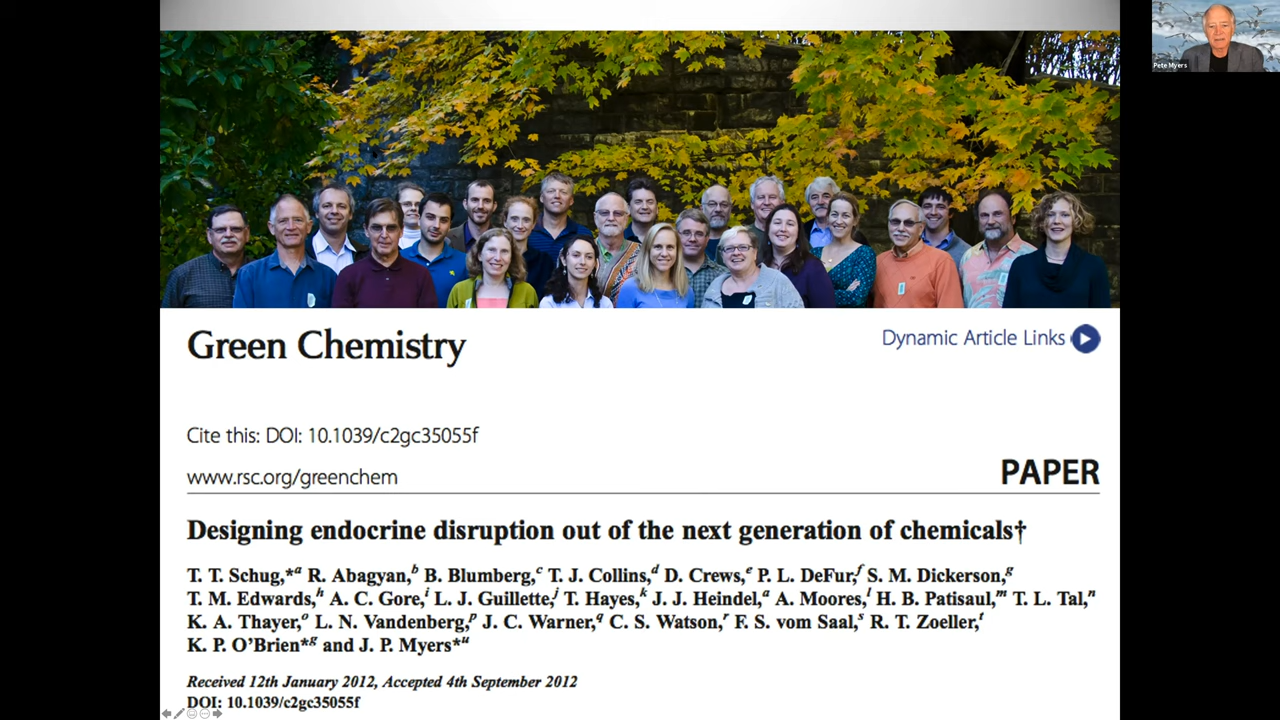 Pete Myers
Green Chemistry
Dynamic Article Links
Cite this: DOI: 10.1039/c2gc35055f
www.rsc.org/greenchem
PAPER
Designing endocrine disruption out of the next generation of chemicals†
T. T. Schug,*a R. Abagyan,b B. Blumberg,c T. J. Collins,d D. Crews,e P. L. DeFur,f S. M. Dickerson,g
T. M. Edwards,h A. C. Gore,i L. J. Guillette,j T. Hayes,k J. J. Heindel,a A. Moores,l H. B. Patisaul,m T. L. Tal,n
K. A. Thayer,o L. N. Vandenberg,p J. C. Warner,q C. S. Watson,r F. S. vom Saal,s R. T. Zoeller,t
K. P. O’Brien*g and J. P. Myers*u
Received 12th January 2012, Accepted 4th September 2012
DOI: 10.1039/c2gc35055f